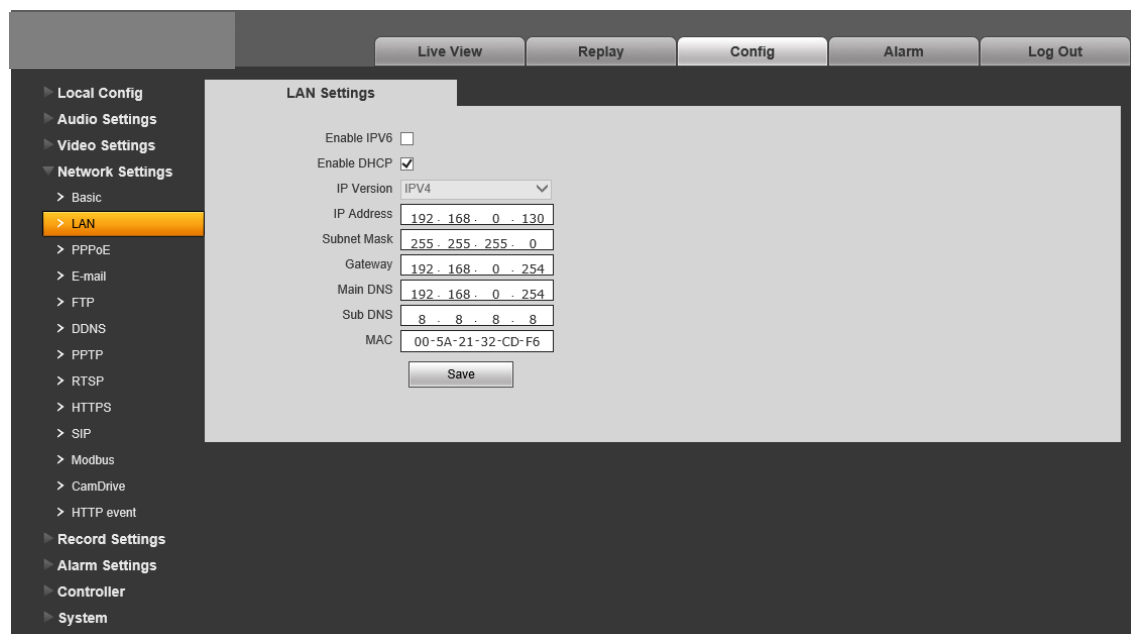 Live View Replay Config Alarm Log Out
Local Config
Audio Settings
Video Settings
Network Settings
> Basic
> LAN
> PPPoE
> E-mail
> FTP
> DDNS
> PPTP
> RTSP
> HTTPS
> SIP
> Modbus
> CamDrive
> HTTP event
Record Settings
Alarm Settings
Controller
System
LAN Settings
Enable IPV6
Enable DHCP
IP Version IPV4
IP Address 192 . 168 . 0 . 130
Subnet Mask 255 . 255 . 255 . 0
Gateway 192 . 168 . 0 . 254
Main DNS 192 . 168 . 0 . 254
Sub DNS 8 . 8 . 8 . 8
MAC 00-5A-21-32-CD-F6
Save